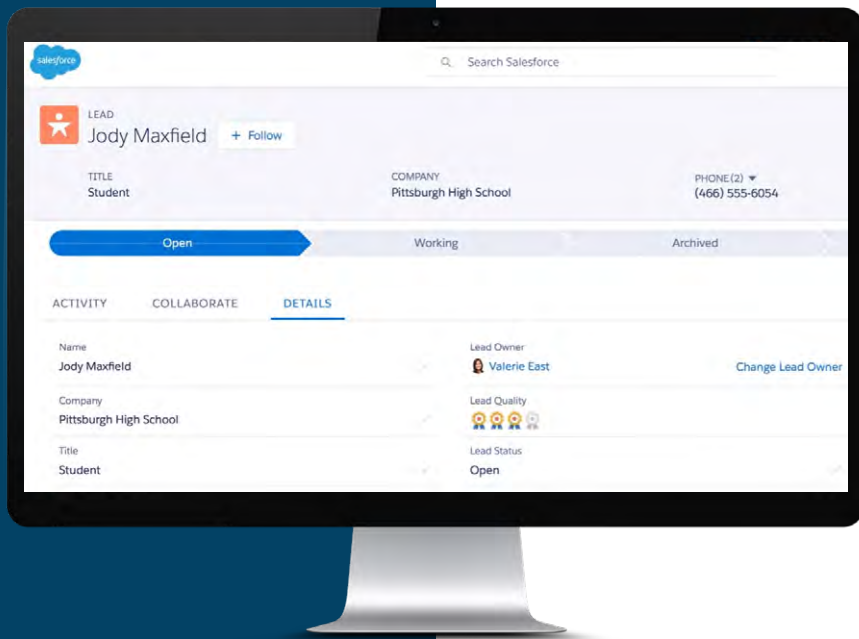 salesforce
Search Salesforce
LEAD
Jody Maxfield
+ Follow
TITLE
COMPANY
PHONE(2)
Student
Pittsburgh High School
(466) 555-6054
Open
Working
Archived
ACTIVITY
COLLABORATE
DETAILS
Name
Jody Maxfield
Lead Owner
Valerie East
Change Lead Owner
Company
Pittsburgh High School
Lead Quality
Title
Student
Lead Status
Open